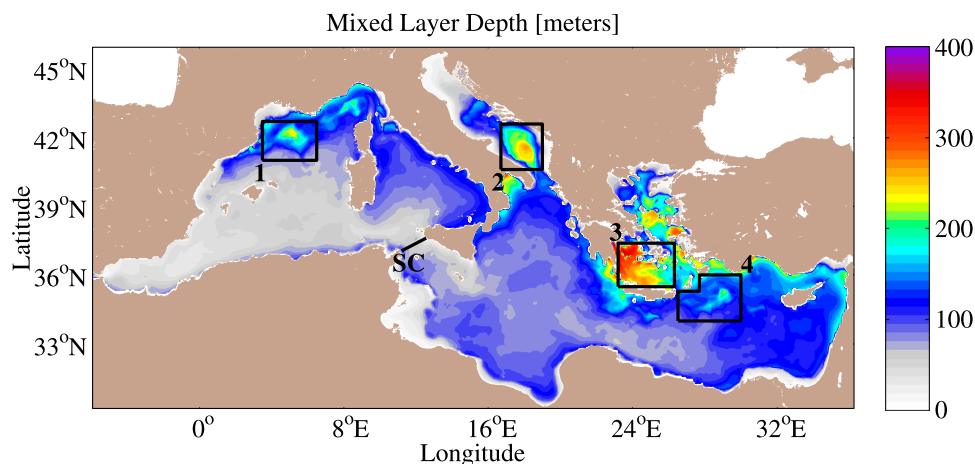 Mixed Layer Depth [meters]
45°N
42°N
39°N
36°N
33°N
Latitude
1
2
3
4
SC
0°
8°E
16°E
24°E
32°E
Longitude
400
300
200
100
0